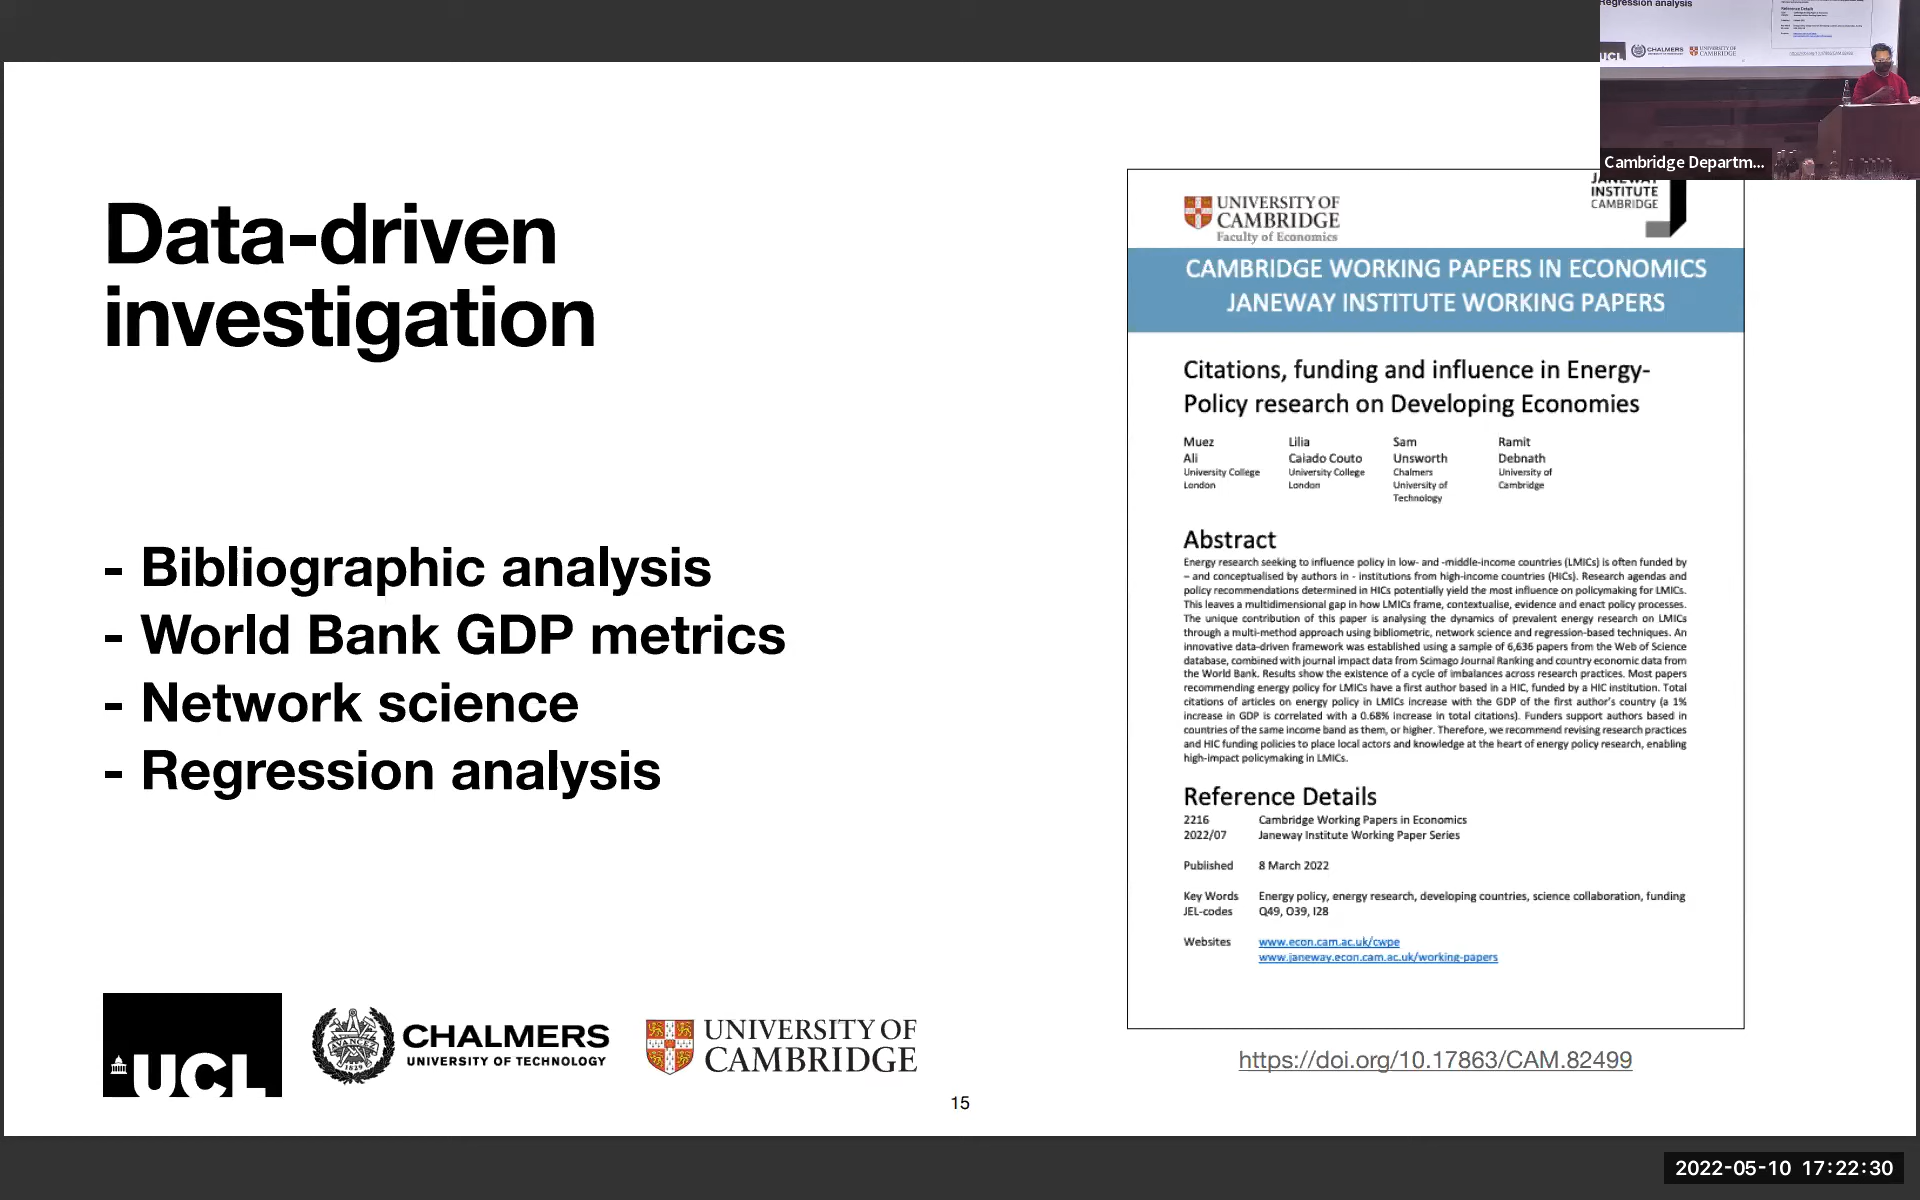 Data-driven
investigation
- Bibliographic analysis
- World Bank GDP metrics
- Network science
- Regression analysis
UCL
AVANCEZ
1829
CHALMERS
UNIVERSITY OF TECHNOLOGY
UNIVERSITY OF
CAMBRIDGE
15
Regression analysis
UCL
CHALMERS
UNIVERSITY OF
CAMBRIDGE
Reference Details
Cambridge Departm...
UNIVERSITY OF
CAMBRIDGE
Faculty of Economics
JANEWAY
INSTITUTE
CAMBRIDGE
CAMBRIDGE WORKING PAPERS IN ECONOMICS
JANEWAY INSTITUTE WORKING PAPERS
Citations, funding and influence in Energy-
Policy research on Developing Economies
Muez
Ali
University College
London
Lilia
Caiado Couto
University College
London
Sam
Unsworth
Chalmers
University of
Technology
Ramit
Debnath
University of
Cambridge
Abstract
Energy research seeking to influence policy in low- and -middle-income countries (LMICs) is often funded by
– and conceptualised by authors in - institutions from high-income countries (HICs). Research agendas and
policy recommendations determined in HICs potentially yield the most influence on policymaking for LMICs.
This leaves a multidimensional gap in how LMICs frame, contextualise, evidence and enact policy processes.
The unique contribution of this paper is analysing the dynamics of prevalent energy research on LMICs
through a multi-method approach using bibliometric, network science and regression-based techniques. An
innovative data-driven framework was established using a sample of 6,636 papers from the Web of Science
database, combined with journal impact data from Scimago Journal Ranking and country economic data from
the World Bank. Results show the existence of a cycle of imbalances across research practices. Most papers
recommending energy policy for LMICs have a first author based in a HIC, funded by a HIC institution. Total
citations of articles on energy policy in LMICs increase with the GDP of the first author's country (a 1%
increase in GDP is correlated with a 0.68% increase in total citations). Funders support authors based in
countries of the same income band as them, or higher. Therefore, we recommend revising research practices
and HIC funding policies to place local actors and knowledge at the heart of energy policy research, enabling
high-impact policymaking in LMICs.
Reference Details
2216 Cambridge Working Papers in Economics
2022/07 Janeway Institute Working Paper Series
Published 8 March 2022
Key Words Energy policy, energy research, developing countries, science collaboration, funding
JEL-codes Q49, O39, I28
Websites www.econ.cam.ac.uk/cwpe
www.janeway.econ.cam.ac.uk/working-papers
https://doi.org/10.17863/CAM.82499
2022-05-10 17:22:30